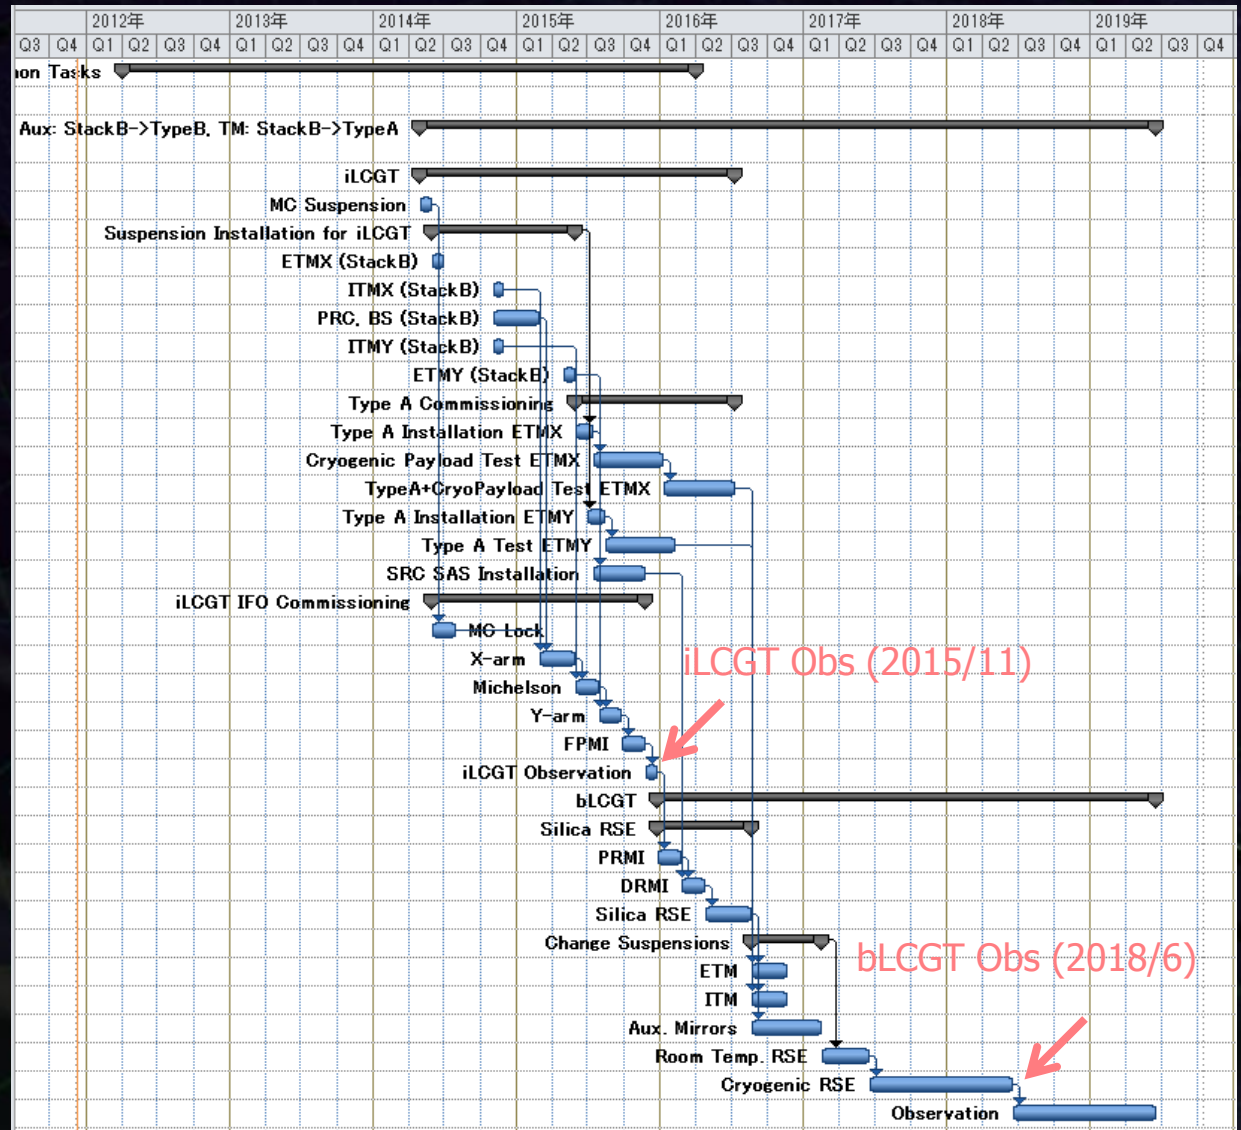 2012年 2013年 2014年 2015年 2016年 2017年 2018年 2019年
Q3 Q4 Q1 Q2 Q3 Q4 Q1 Q2 Q3 Q4 Q1 Q2 Q3 Q4 Q1 Q2 Q3 Q4 Q1 Q2 Q3 Q4 Q1 Q2 Q3 Q4 Q1 Q2 Q3 Q4 Q1 Q2 Q3 Q4
non Tasks
Aux: StackB->TypeB, TM: StackB->TypeA
iLCGT
MC Suspension
Suspension Installation for iLCGT
ETMX (StackB)
ITMX (StackB)
PRC, BS (StackB)
ITMY (StackB)
ETMY (StackB)
Type A Commissioning
Type A Installation ETMX
Cryogenic Payload Test ETMX
TypeA+CryoPayload Test ETMX
Type A Installation ETMY
Type A Test ETMY
SRC SAS Installation
iLCGT IFO Commissioning
MC Lock
X-arm
iLCGT Obs (2015/11)
Michelson
Y-arm
FPMI
iLCGT Observation
bLCGT
Silica RSE
PRMI
DRMI
Silica RSE
Change Suspensions
bLCGT Obs (2018/6)
ETM
ITM
Aux. Mirrors
Room Temp. RSE
Cryogenic RSE
Observation